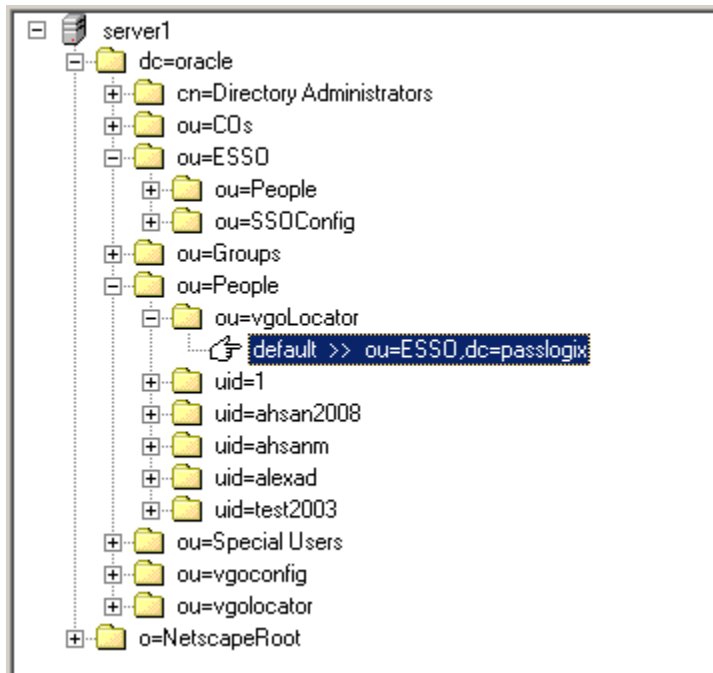 server1
dc=oracle
cn=Directory Administrators
ou=COs
ou=ESSO
ou=People
ou=SSOConfig
ou=Groups
ou=People
ou=vgoLocator
default >> ou=ESSO,dc=passlogix
uid=1
uid=ahsan2008
uid=ahsanm
uid=alexad
uid=test2003
ou=Special Users
ou=vgoconfig
ou=vgolocator
o=NetscapeRoot